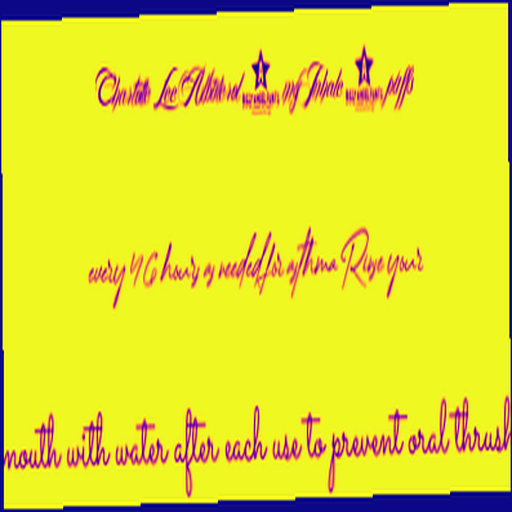 Charlotte Lee Albuterol mg Inhale puffs
every 4 6 hours as needed for asthma Rinse your
mouth with water after each use to prevent oral thrush